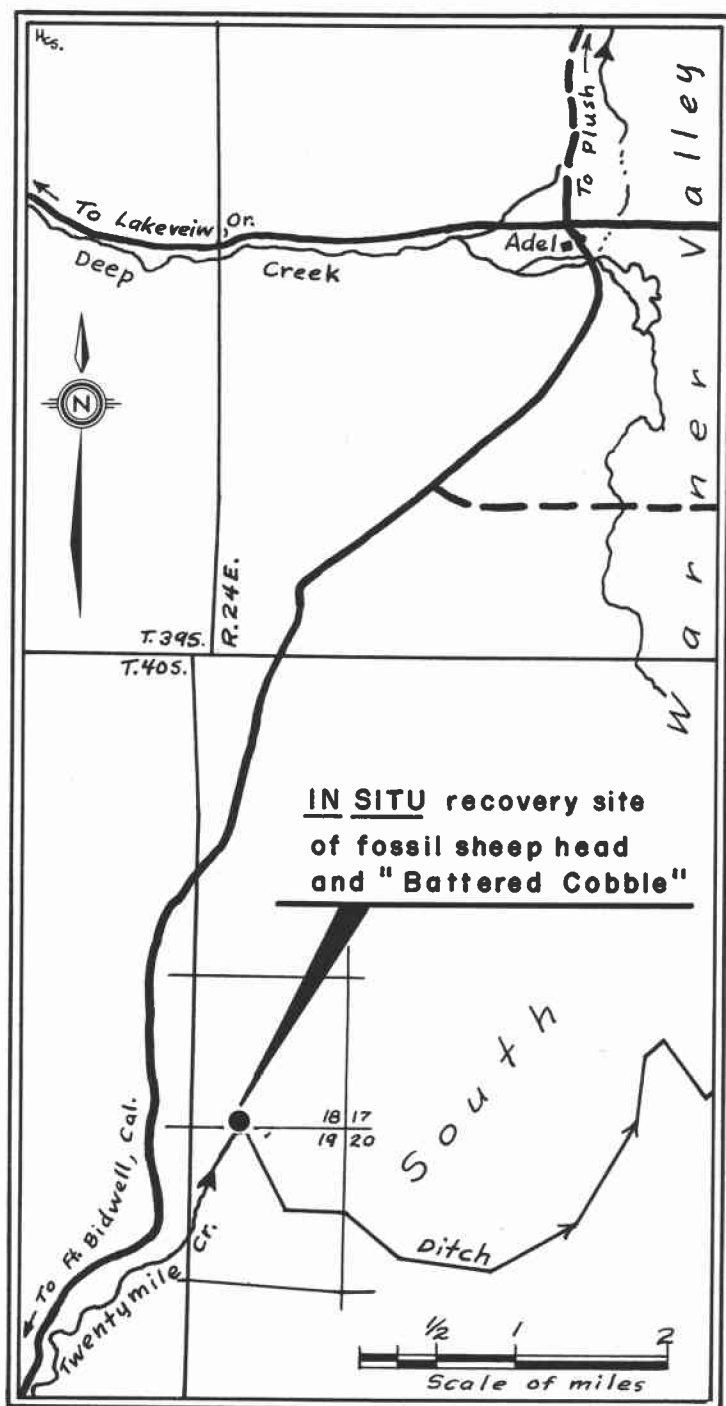 Hcs.
To Plush
Warner Valley
To Lakeveiw, Or.
Adel
Deep Creek
N
R.24E.
T.39S.
T.40S.
IN SITU recovery site
of fossil sheep head
and "Battered Cobble"
South
18 17
19 20
To Ft. Bidwell, Cal.
Twentymile Cr.
Ditch
1/2 1 2
Scale of miles